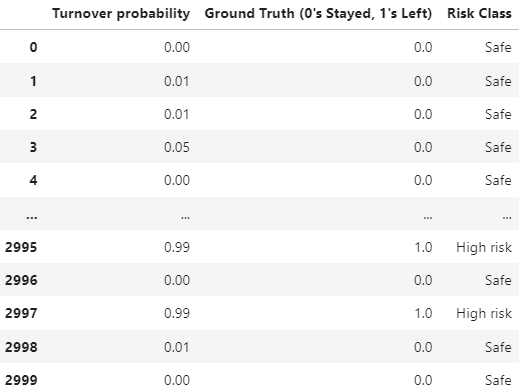 Turnover probability Ground Truth (0's Stayed, 1's Left) Risk Class
0 0.00 0.0 Safe
1 0.01 0.0 Safe
2 0.01 0.0 Safe
3 0.05 0.0 Safe
4 0.00 0.0 Safe
... ... ... ...
2995 0.99 1.0 High risk
2996 0.00 0.0 Safe
2997 0.99 1.0 High risk
2998 0.01 0.0 Safe
2999 0.00 0.0 Safe